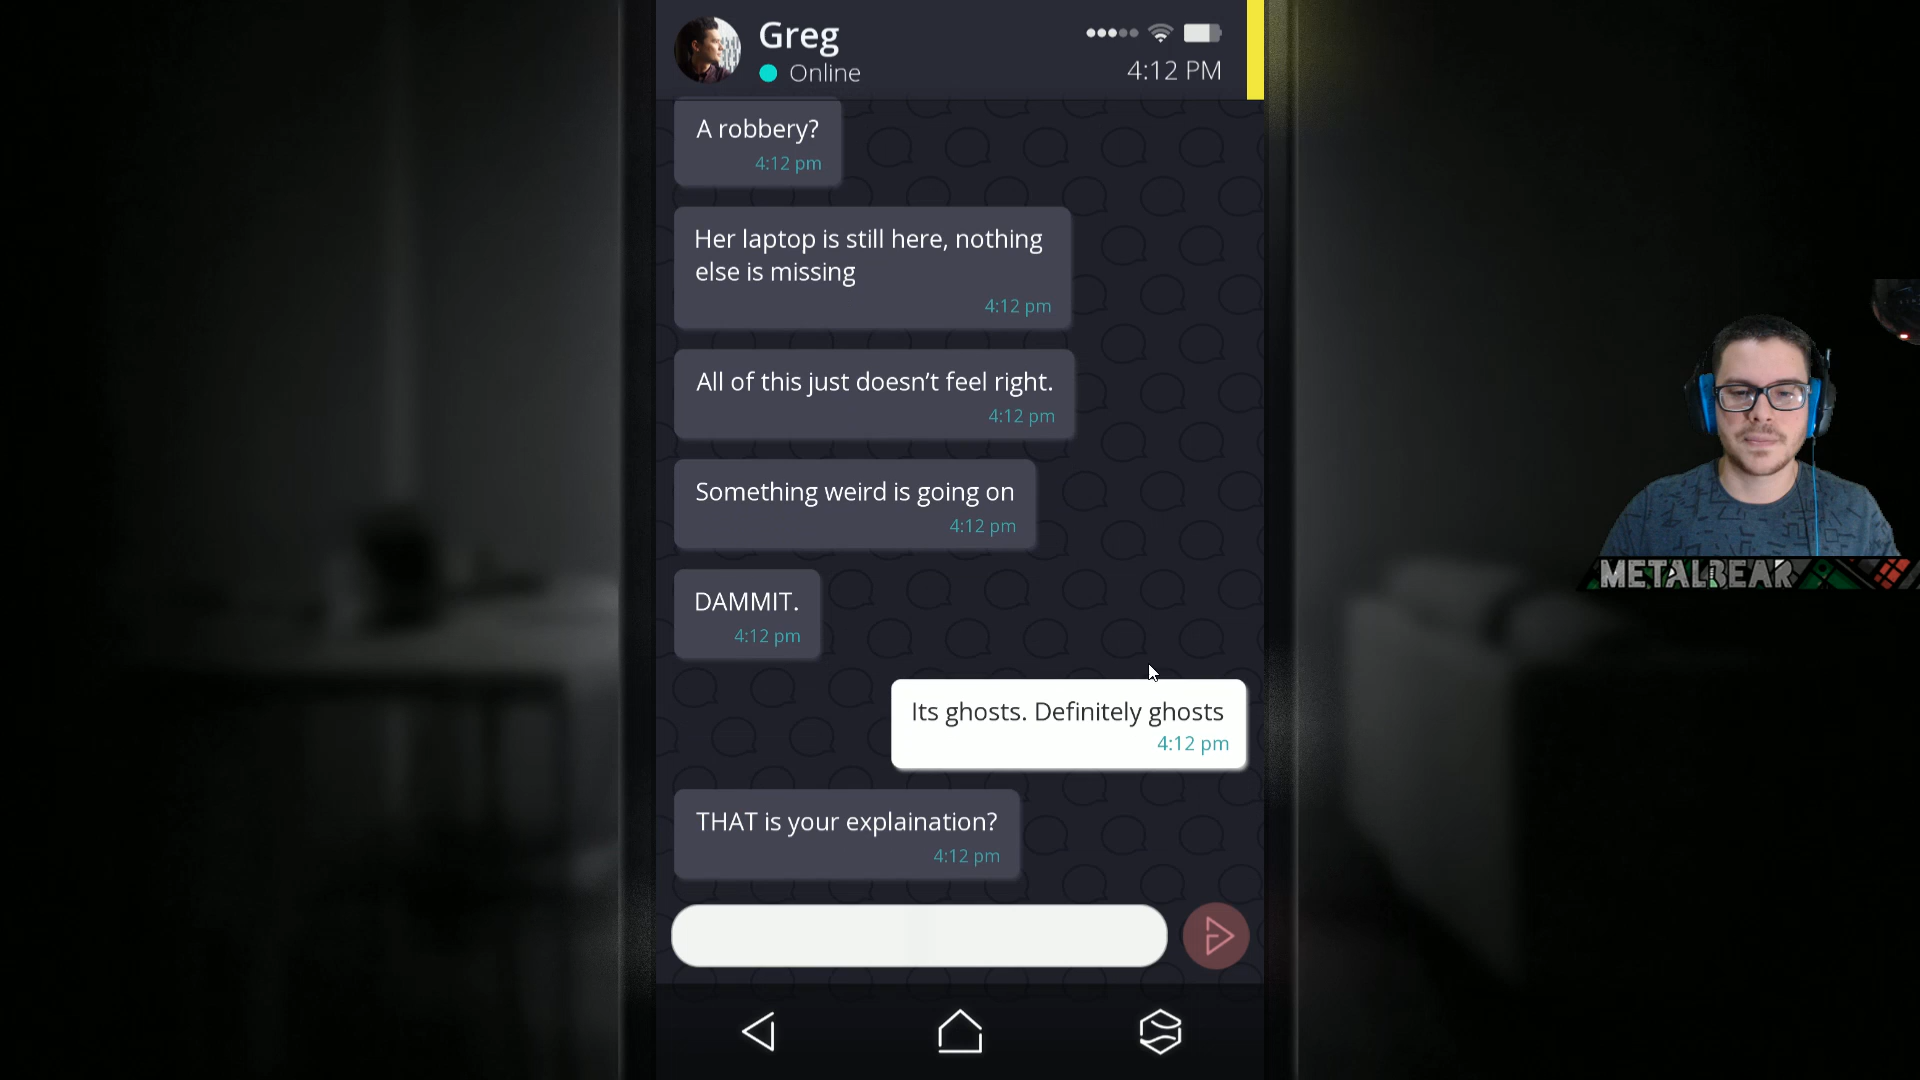 Greg
Online
4:12 PM
A robbery?
4:12 pm
Her laptop is still here, nothing
else is missing
4:12 pm
All of this just doesn’t feel right.
4:12 pm
Something weird is going on
4:12 pm
DAMMIT.
4:12 pm
Its ghosts. Definitely ghosts
4:12 pm
THAT is your explaination?
4:12 pm
METALBEAR